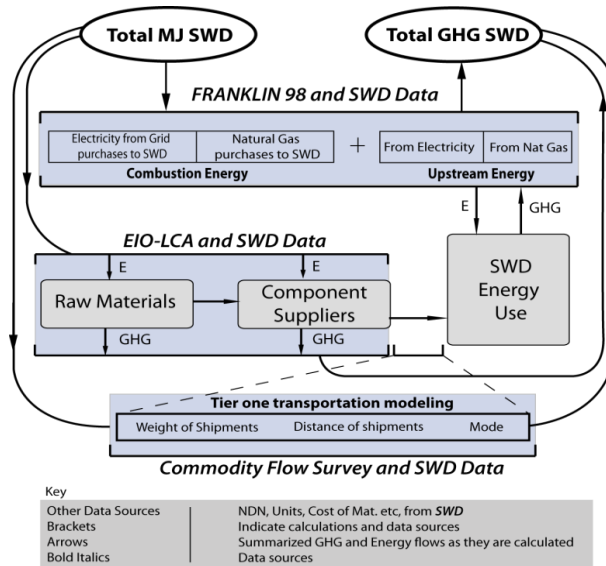 Total MJ SWD
Total GHG SWD
FRANKLIN 98 and SWD Data
Electricity from Grid purchases to SWD
Natural Gas purchases to SWD
+
From Electricity
From Nat Gas
Combustion Energy
Upstream Energy
E
GHG
EIO-LCA and SWD Data
E
E
Raw Materials
Component Suppliers
SWD Energy Use
GHG
GHG
Tier one transportation modeling
Weight of Shipments
Distance of shipments
Mode
Commodity Flow Survey and SWD Data
Key
Other Data Sources
NDN, Units, Cost of Mat. etc, from SWD
Brackets
Indicate calculations and data sources
Arrows
Summarized GHG and Energy flows as they are calculated
Bold Italics
Data sources